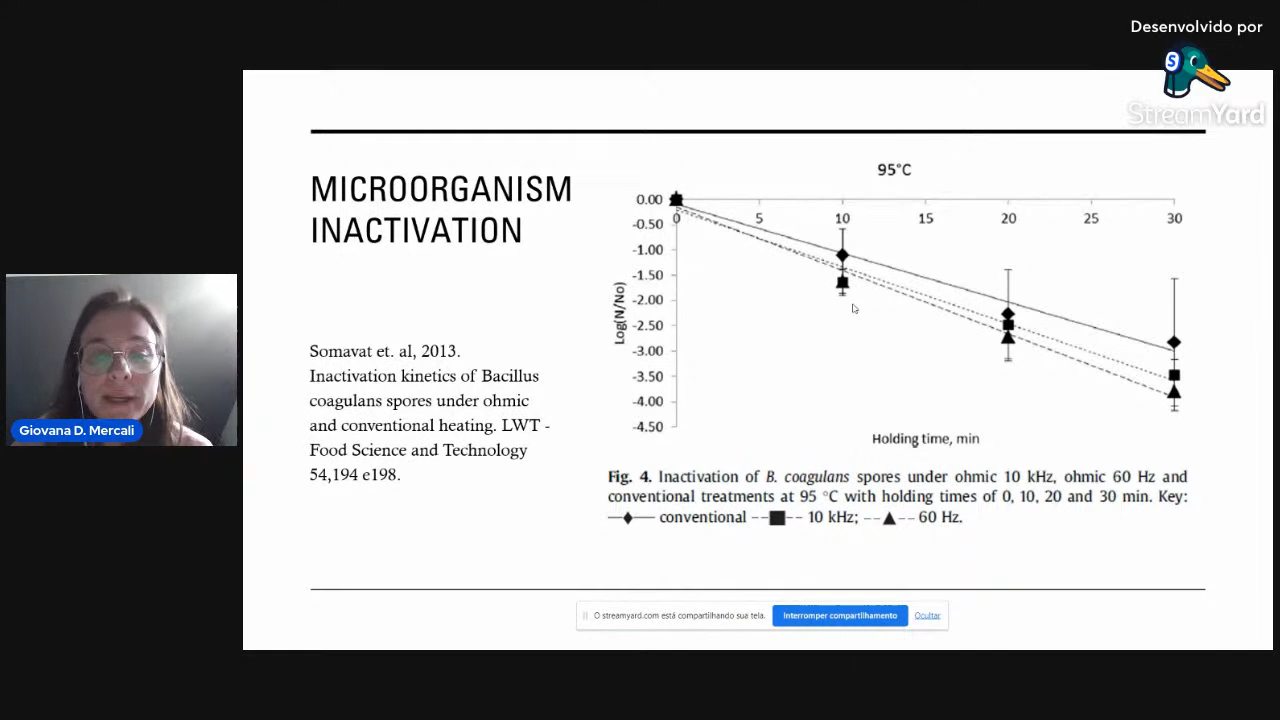 Desenvolvido por
StreamYard
MICROORGANISM
INACTIVATION
Somavat et. al, 2013.
Inactivation kinetics of Bacillus
coagulans spores under ohmic
and conventional heating. LWT -
Food Science and Technology
54,194 e198.
95°C
0.00
-0.50
-1.00
-1.50
-2.00
-2.50
-3.00
-3.50
-4.00
-4.50
0 5 10 15 20 25 30
Log(N/No)
Holding time, min
Fig. 4. Inactivation of B. coagulans spores under ohmic 10 kHz, ohmic 60 Hz and
conventional treatments at 95 °C with holding times of 0, 10, 20 and 30 min. Key:
conventional 10 kHz; 60 Hz.
Giovana D. Mercali
O streamyard.com está compartilhando sua tela. Interromper compartilhamento Ocultar